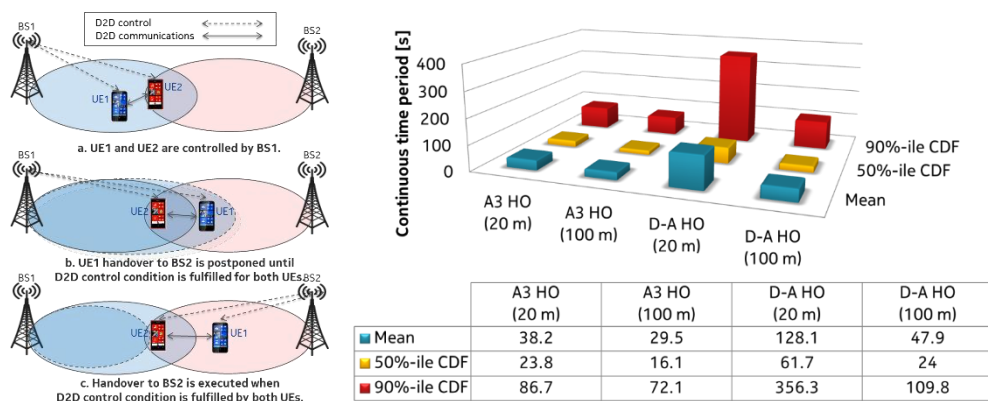 BS1
D2D control
D2D communications
BS2
UE1
UE2
a. UE1 and UE2 are controlled by BS1.
BS1
BS2
UE2
UE1
b. UE1 handover to BS2 is postponed until
D2D control condition is fulfilled for both UEs.
BS1
BS2
UE2
UE1
c. Handover to BS2 is executed when
D2D control condition is fulfilled by both UEs.
Continuous time period [s]
400
300
200
100
0
A3 HO
(20 m)
A3 HO
(100 m)
D-A HO
(20 m)
D-A HO
(100 m)
90%-ile CDF
50%-ile CDF
Mean
A3 HO (20 m) A3 HO (100 m) D-A HO (20 m) D-A HO (100 m)
Mean 38.2 29.5 128.1 47.9
50%-ile CDF 23.8 16.1 61.7 24
90%-ile CDF 86.7 72.1 356.3 109.8